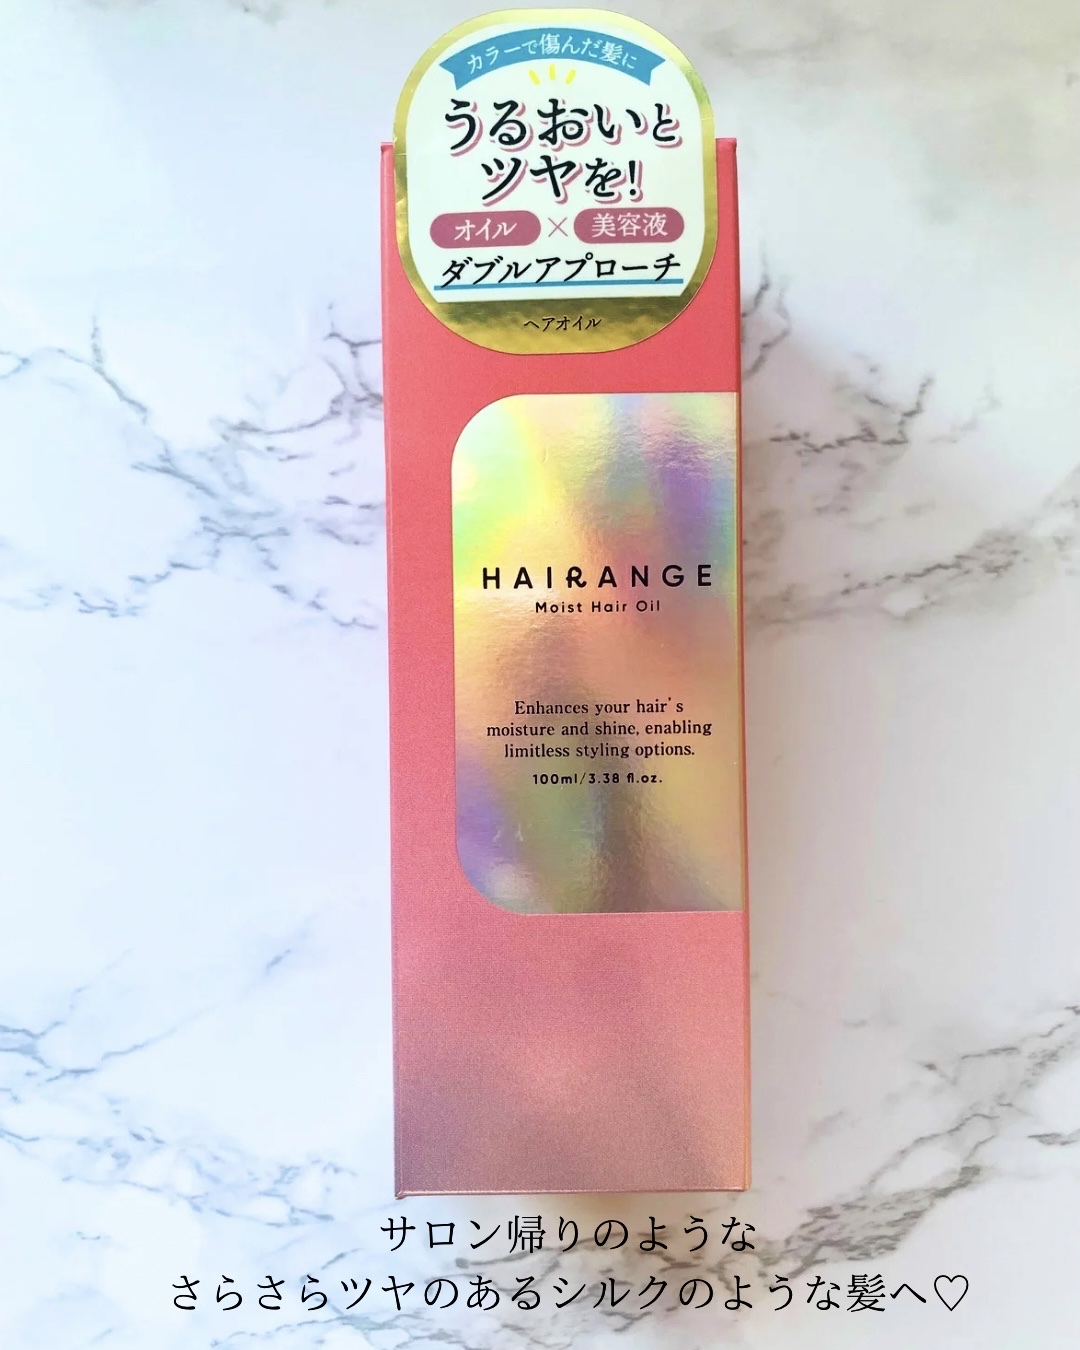 カラーで傷んだ髪に
うるおいと
ツヤを!
オイル×美容液
ダブルアプローチ
ヘアオイル
HAIRANGE
Moist Hair Oil
Enhances your hair's
moisture and shine, enabling
limitless styling options.
100ml/3.38 fl.oz.
サロン帰りのような
さらさらツヤのあるシルクのような髪へ♡